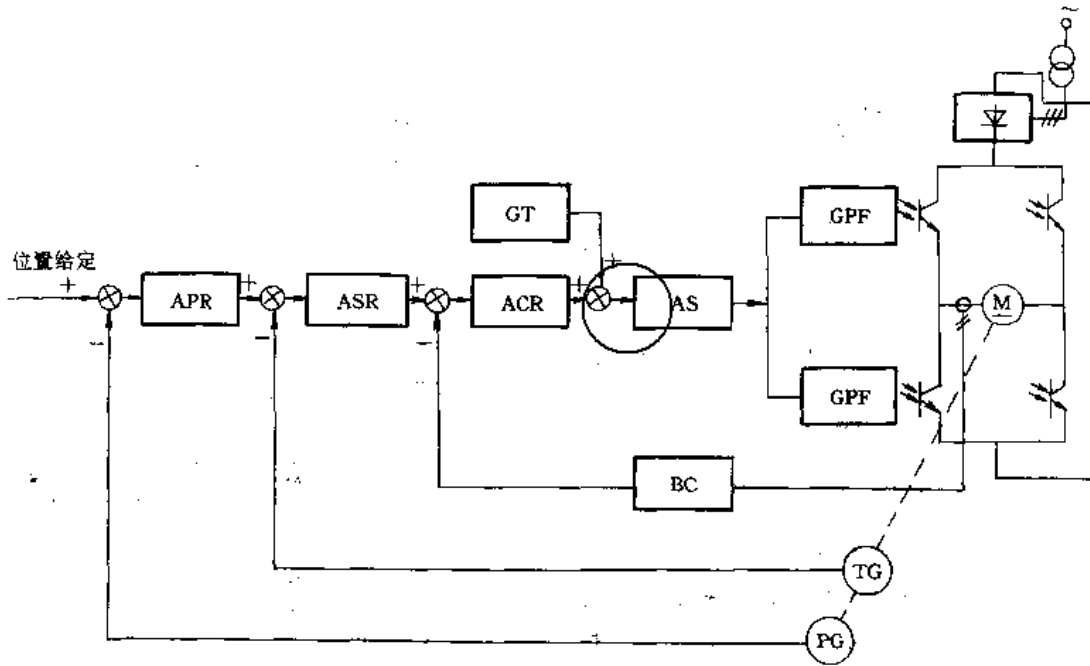 ~
GT
GPF
位置给定
+
APR
+
ASR
+
ACR
+
+
AS
M
−
−
−
GPF
BC
TG
PG